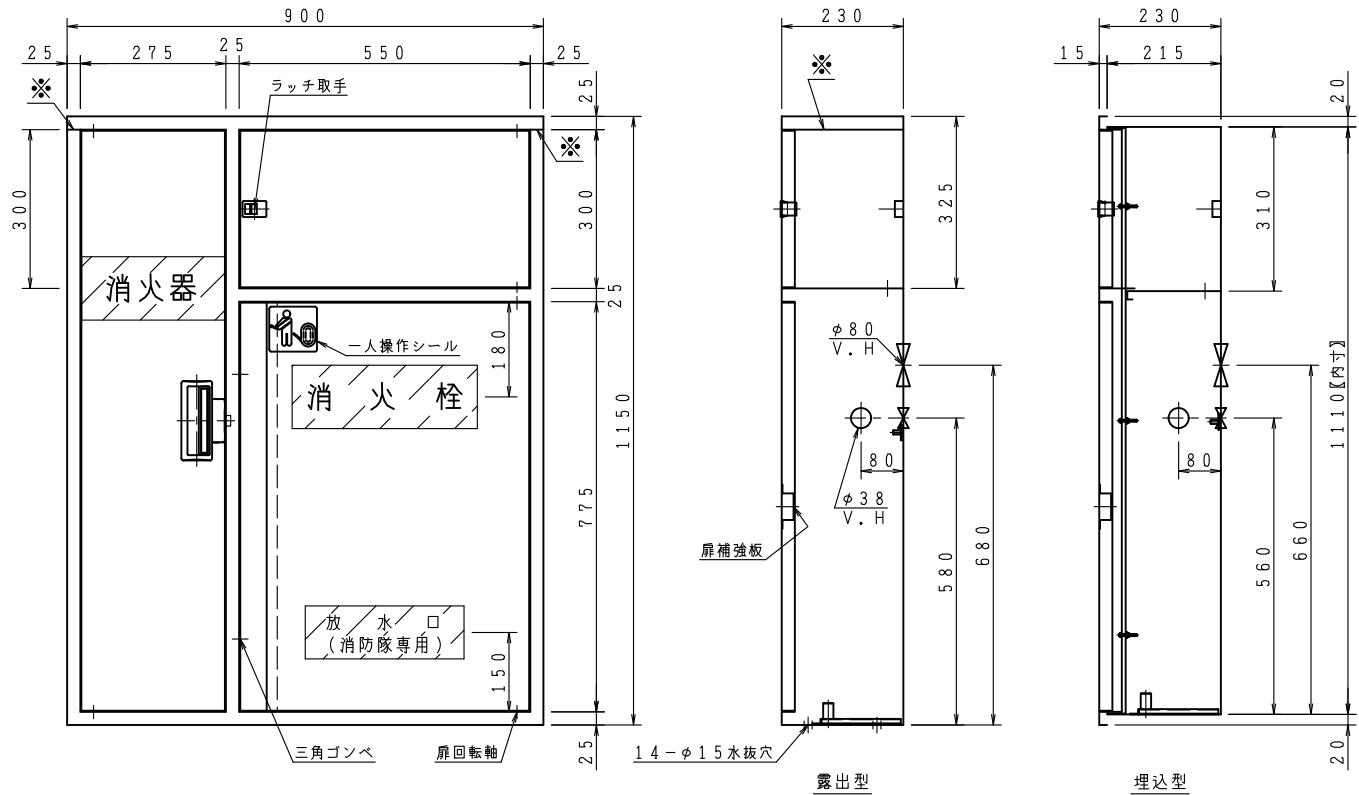 900
25
275
25
550
25
※
ラッチ取手
25
※
300
300
325
消火器
25
一人操作シール
180
消火栓
1150
775
放水口
(消防隊専用)
150
三角ゴンペ
扉回転軸
25
230
※
325
φ80
V.H
80
φ38
V.H
扉補強板
580
680
14-φ15水抜穴
露出型
230
15
215
20
310
1110〖内寸〗
80
560
660
20
埋込型